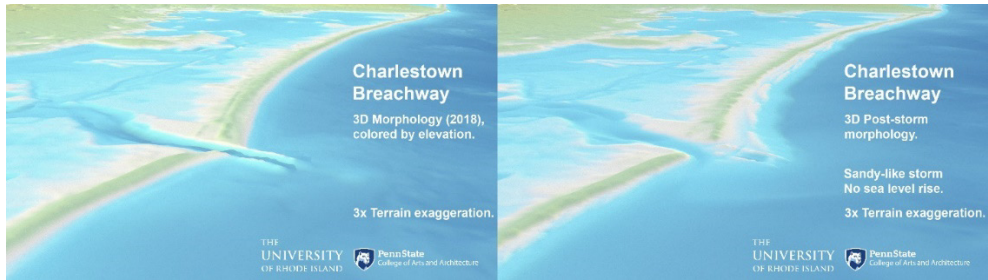 Charlestown
Breachway
3D Morphology (2018),
colored by elevation.
3x Terrain exaggeration.
THE
UNIVERSITY
OF RHODE ISLAND
PennState
College of Arts and Architecture
Charlestown
Breachway
3D Post-storm
morphology.
Sandy-like storm
No sea level rise.
3x Terrain exaggeration.
THE
UNIVERSITY
OF RHODE ISLAND
PennState
College of Arts and Architecture